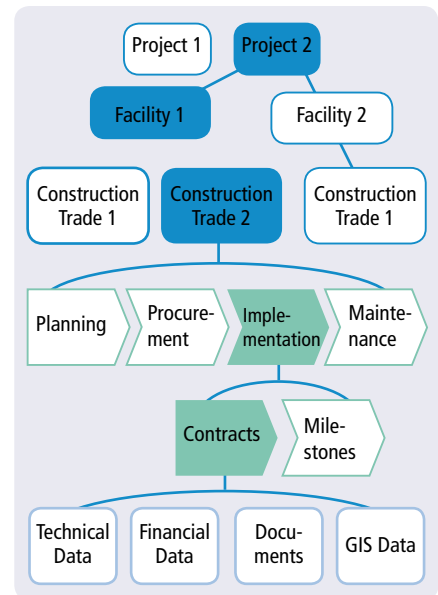 Project 1
Project 2
Facility 1
Facility 2
Construction
Trade 1
Construction
Trade 2
Construction
Trade 1
Planning
Procure-
ment
Imple-
mentation
Mainte-
nance
Contracts
Mile-
stones
Technical
Data
Financial
Data
Docu-
ments
GIS Data